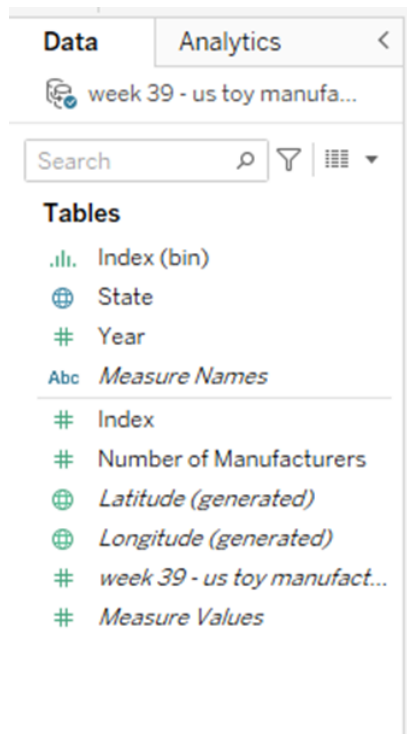 Data Analytics
week 39 - us toy manufa...
Search
Tables
Index (bin)
State
Year
Abc Measure Names
Index
Number of Manufacturers
Latitude (generated)
Longitude (generated)
week 39 - us toy manufact...
Measure Values